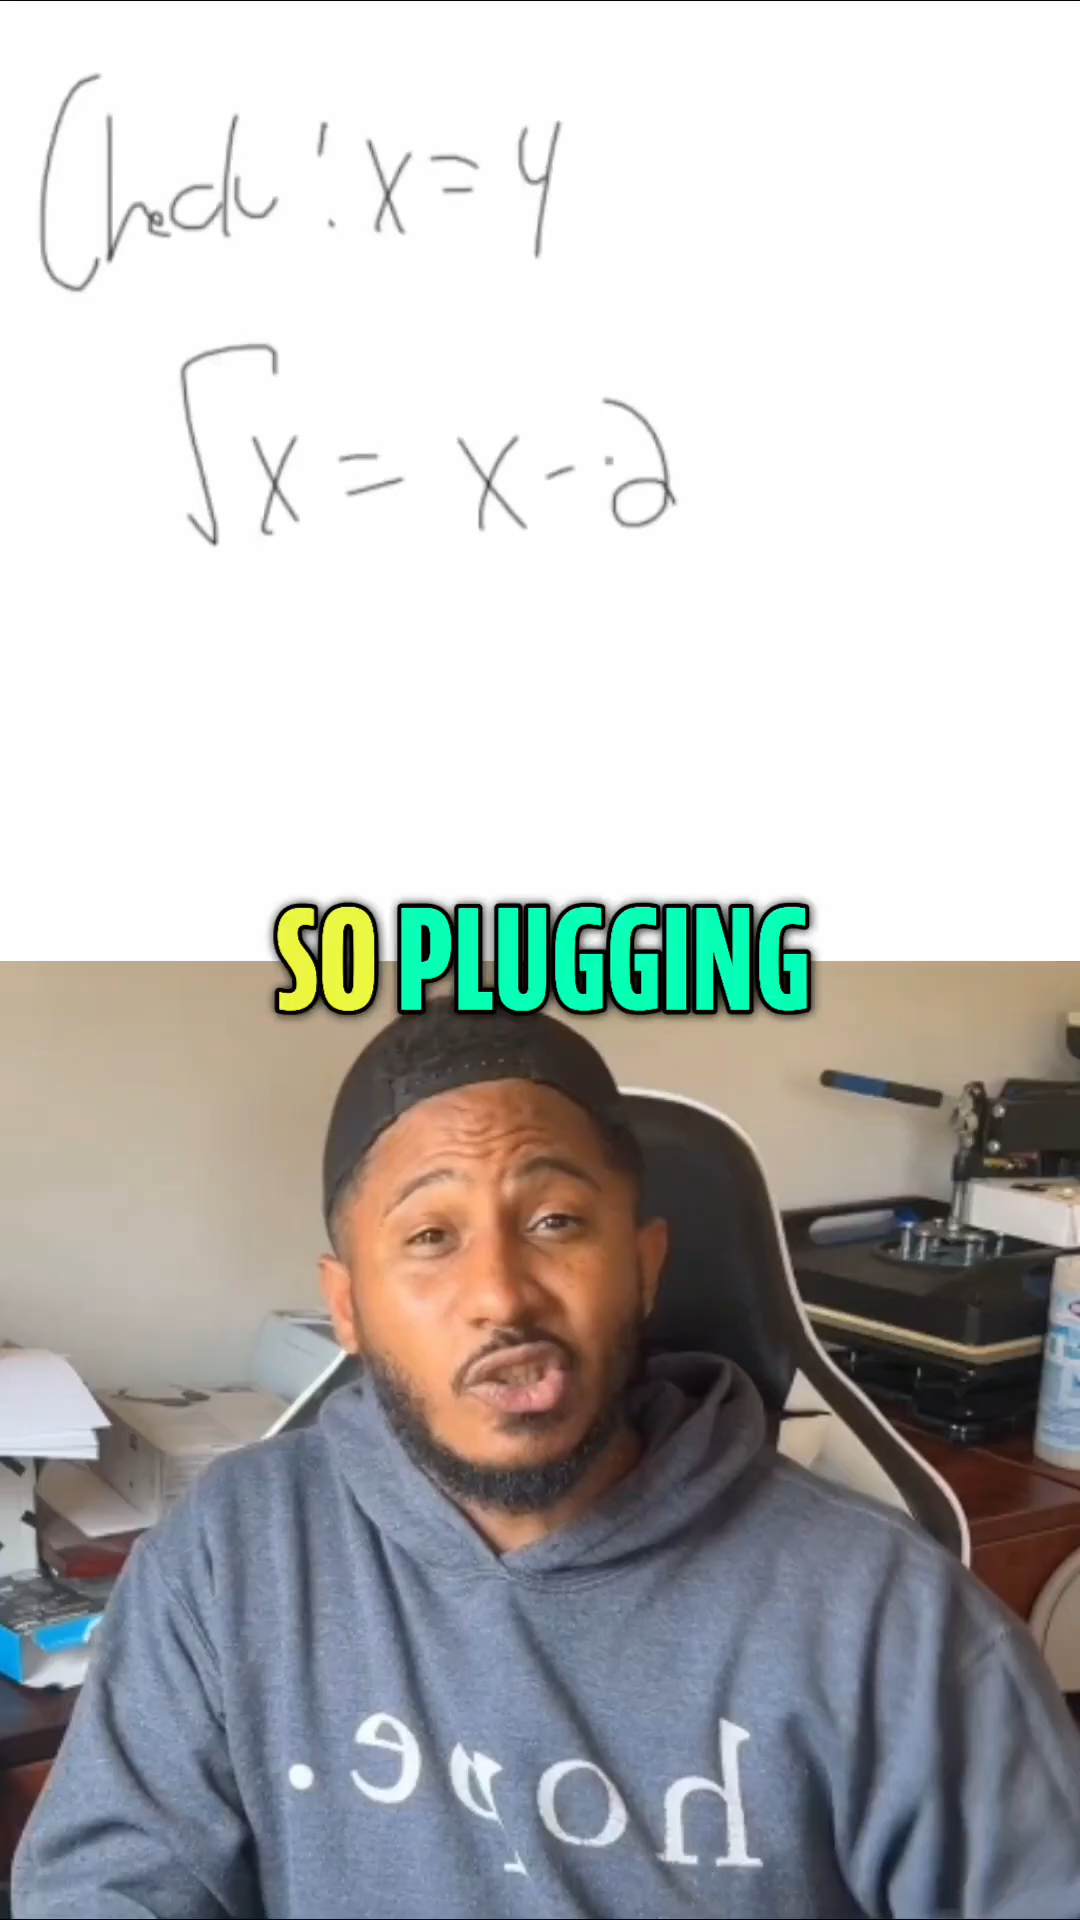 Check: x=4
√x = x-2
SO PLUGGING
hope.